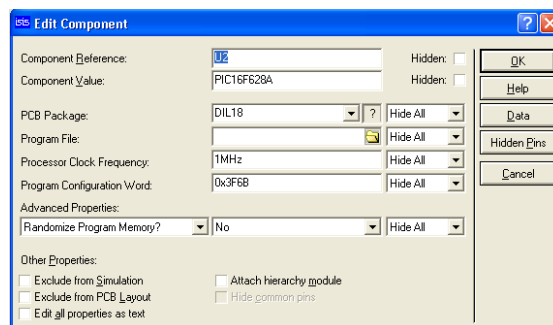 isis Edit Component
Component Reference: U2 Hidden:
Component Value: PIC16F628A Hidden:
PCB Package: DIL18 ? Hide All
Program File: Hide All
Processor Clock Frequency: 1MHz Hide All
Program Configuration Word: 0x3F6B Hide All
Advanced Properties:
Randomize Program Memory? No Hide All
Other Properties:
Exclude from Simulation Attach hierarchy module
Exclude from PCB Layout Hide common pins
Edit all properties as text
OK
Help
Data
Hidden Pins
Cancel